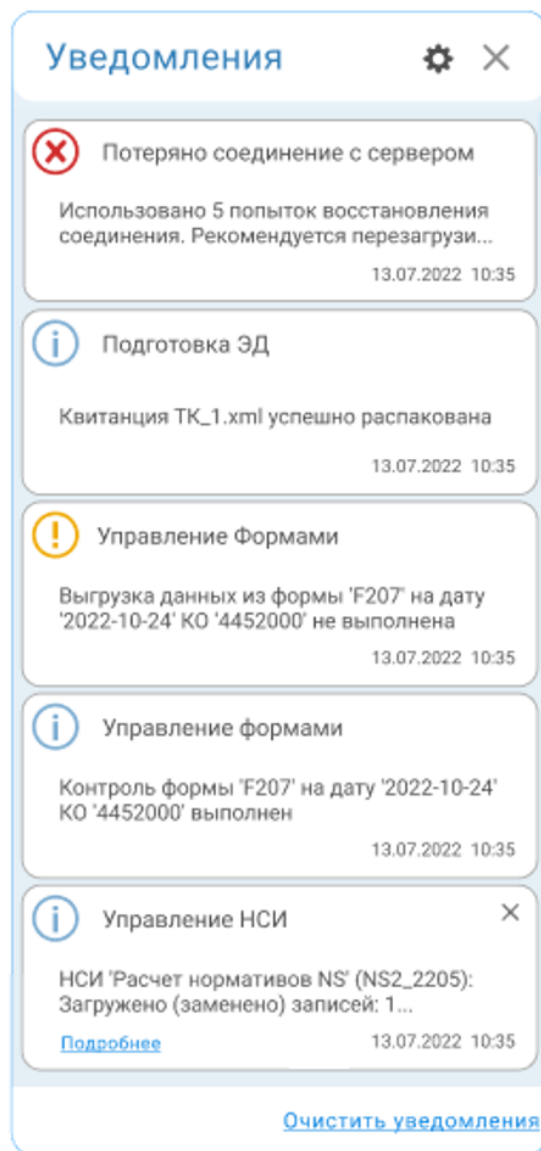 Уведомления
Потеряно соединение с сервером
Использовано 5 попыток восстановления
соединения. Рекомендуется перезагрузи...
13.07.2022 10:35
Подготовка ЭД
Квитанция ТК_1.xml успешно распакована
13.07.2022 10:35
Управление Формами
Выгрузка данных из формы 'F207' на дату
'2022-10-24' КО '4452000' не выполнена
13.07.2022 10:35
Управление формами
Контроль формы 'F207' на дату '2022-10-24'
КО '4452000' выполнен
13.07.2022 10:35
Управление НСИ
НСИ 'Расчет нормативов NS' (NS2_2205):
Загружено (заменено) записей: 1...
Подробнее 13.07.2022 10:35
Очистить уведомления